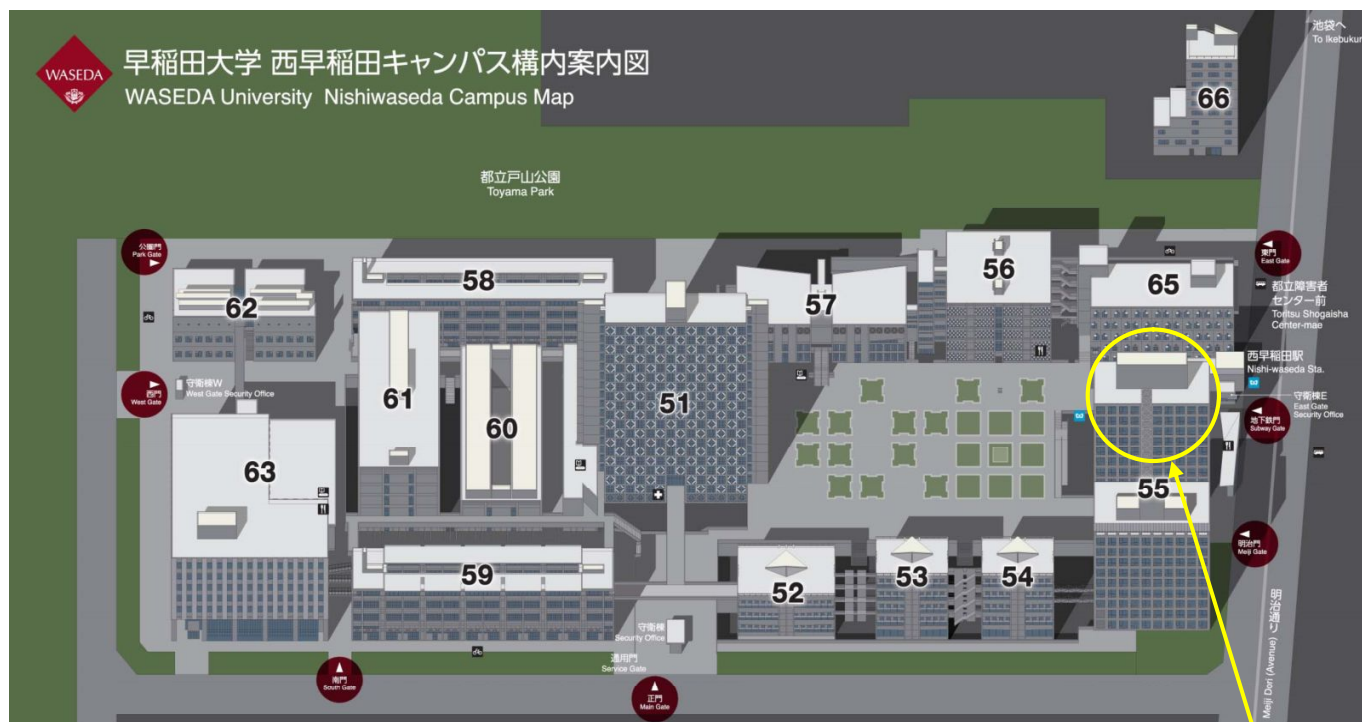 WASEDA
早稲田大学 西早稲田キャンパス構内案内図
WASEDA University Nishiwaseda Campus Map
池袋へ
To Ikebukur
66
都立戸山公園
Toyama Park
公園門
Park Gate
東門
East Gate
62
58
57
56
65
都立障害者
センター前
Toritsu Shogaisha
Center-mae
西早稲田駅
Nishi-waseda Sta.
守衛棟W
West Gate Security Office
西門
West Gate
守衛棟E
East Gate
Security Office
地下鉄門
Subway Gate
61
60
51
63
55
明治門
Meiji Gate
59
52
53
54
守衛棟
Security Office
通用門
Service Gate
南門
South Gate
正門
Main Gate
明治通り
Meiji Dori (Avenue)